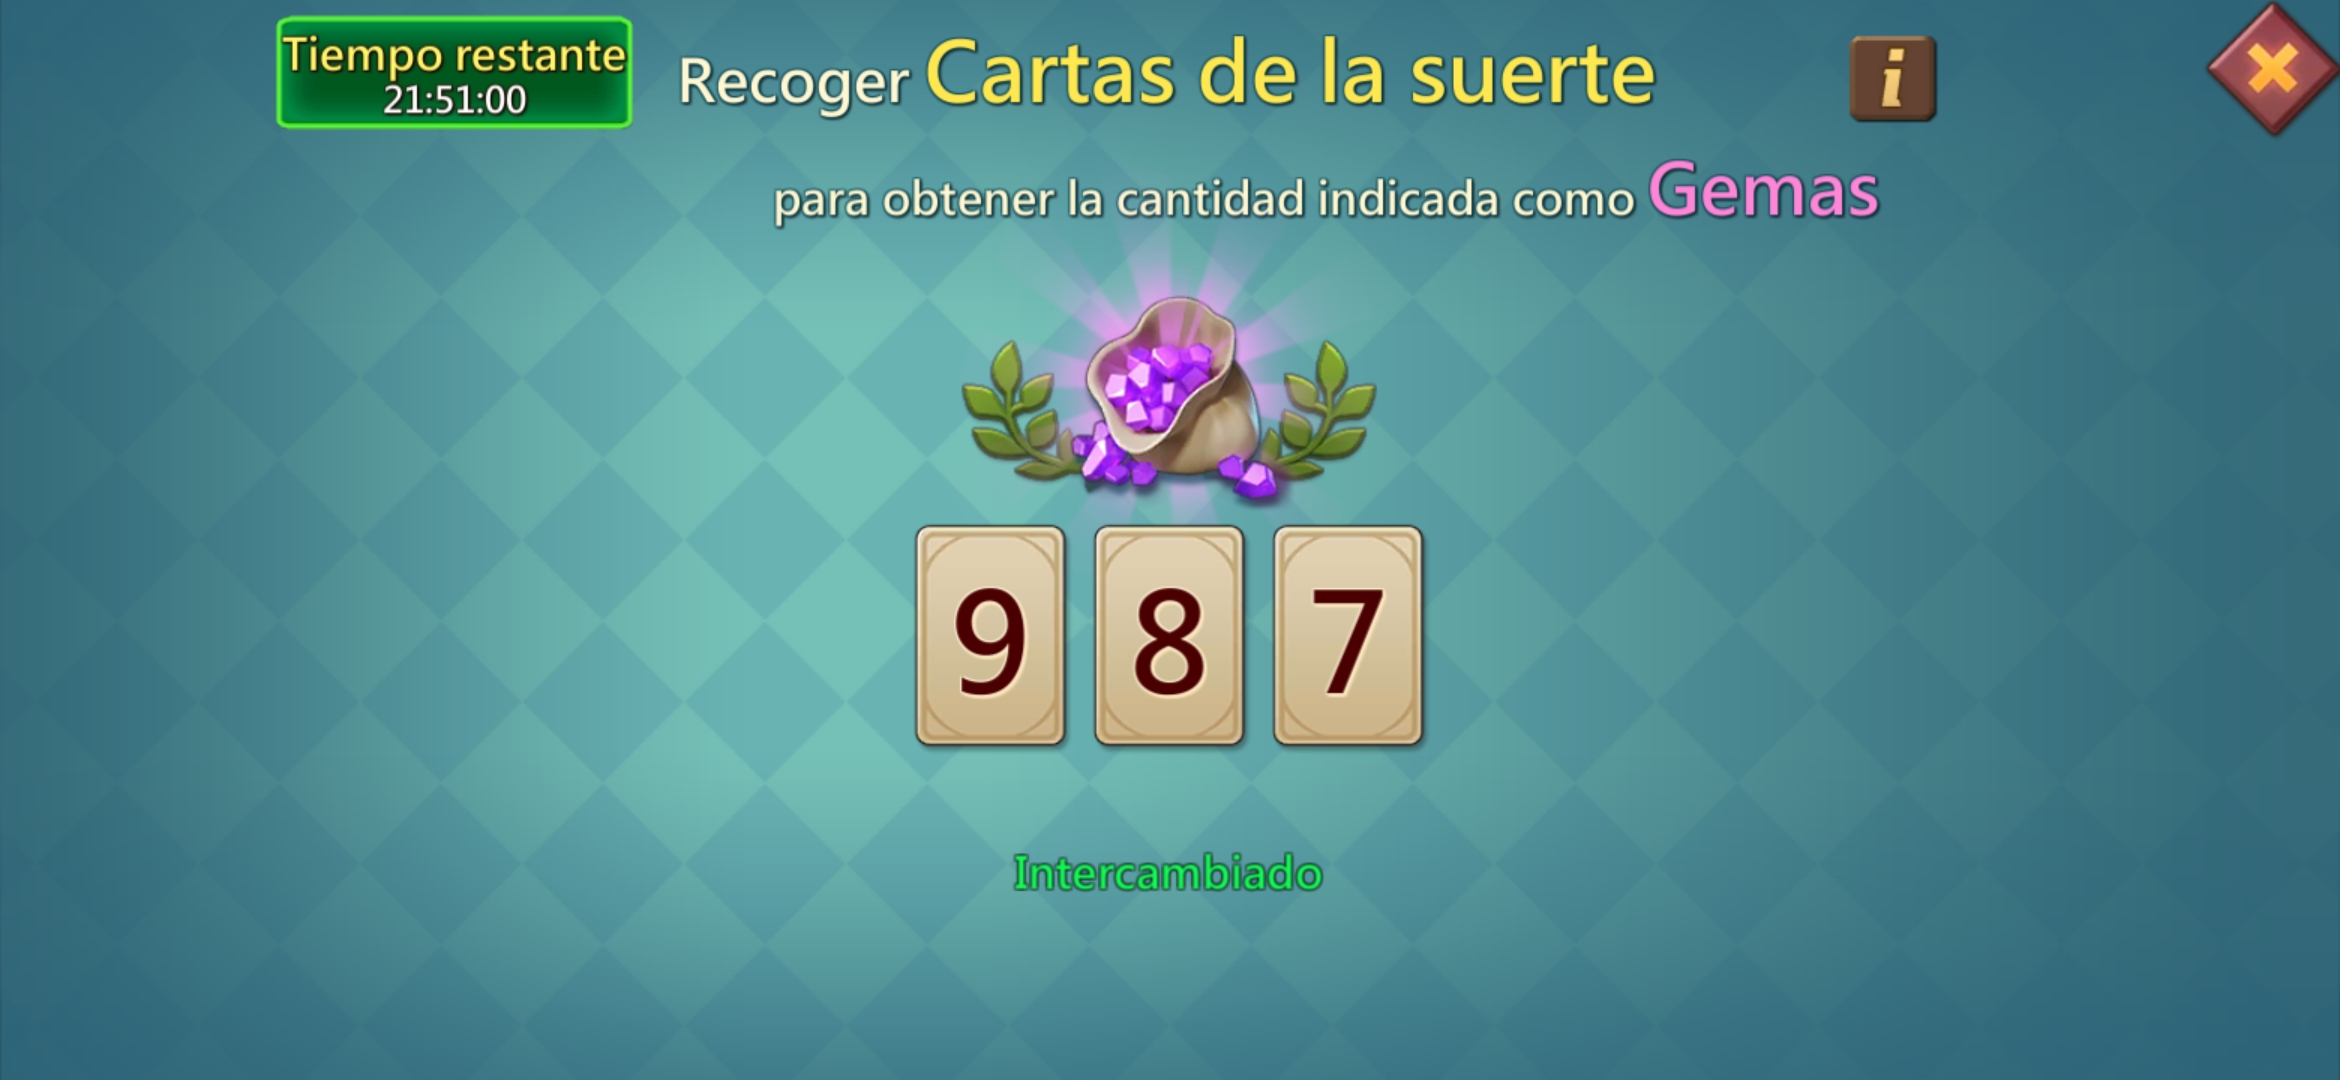 Tiempo restante
21:51:00
Recoger Cartas de la suerte
i
para obtener la cantidad indicada como Gemas
9 8 7
Intercambiado